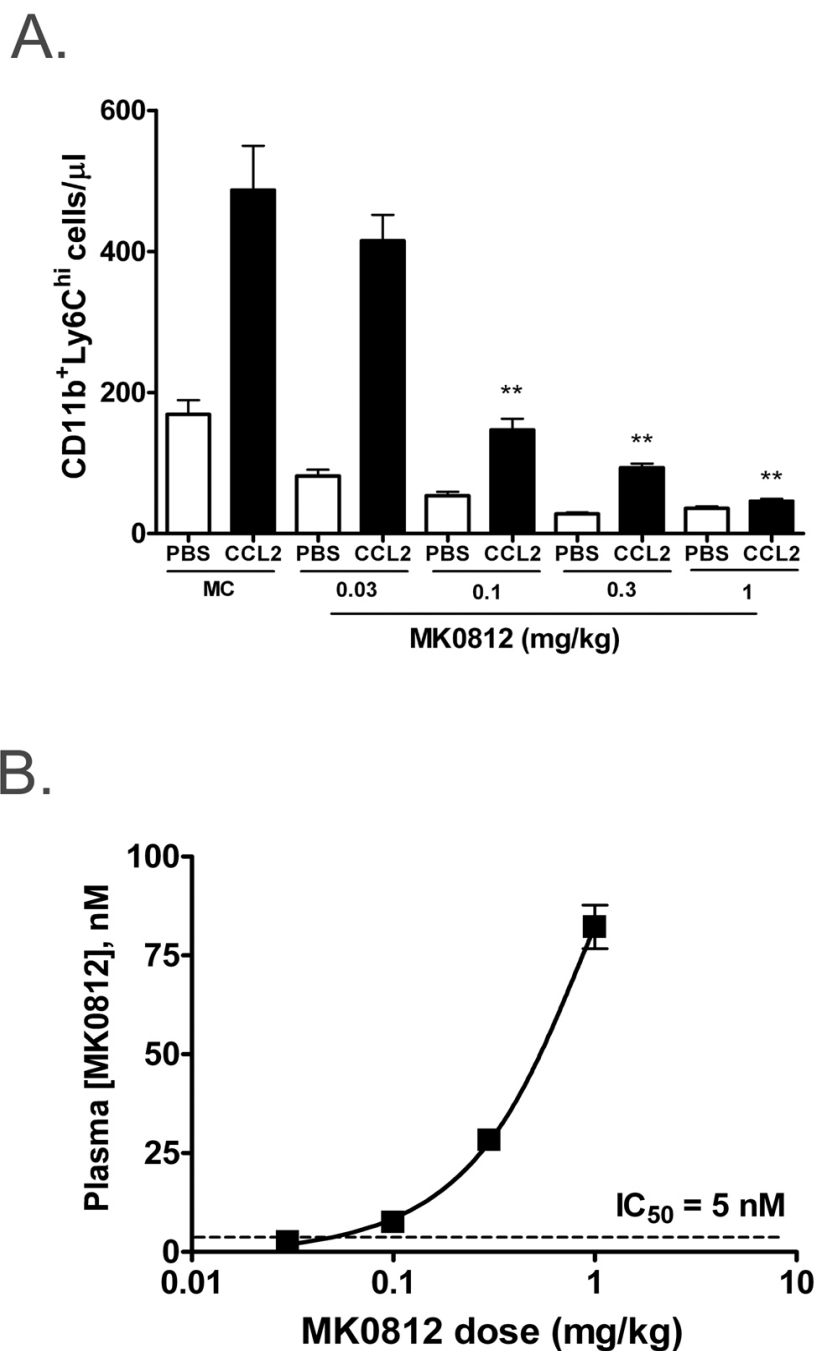 A.
600
400
200
0
CD11b⁺Ly6Cʰⁱ cells/µl
** ** **
PBS CCL2 PBS CCL2 PBS CCL2 PBS CCL2 PBS CCL2
MC 0.03 0.1 0.3 1
MK0812 (mg/kg)
B.
100
75
50
25
0
Plasma [MK0812], nM
IC₅₀ = 5 nM
0.01 0.1 1 10
MK0812 dose (mg/kg)